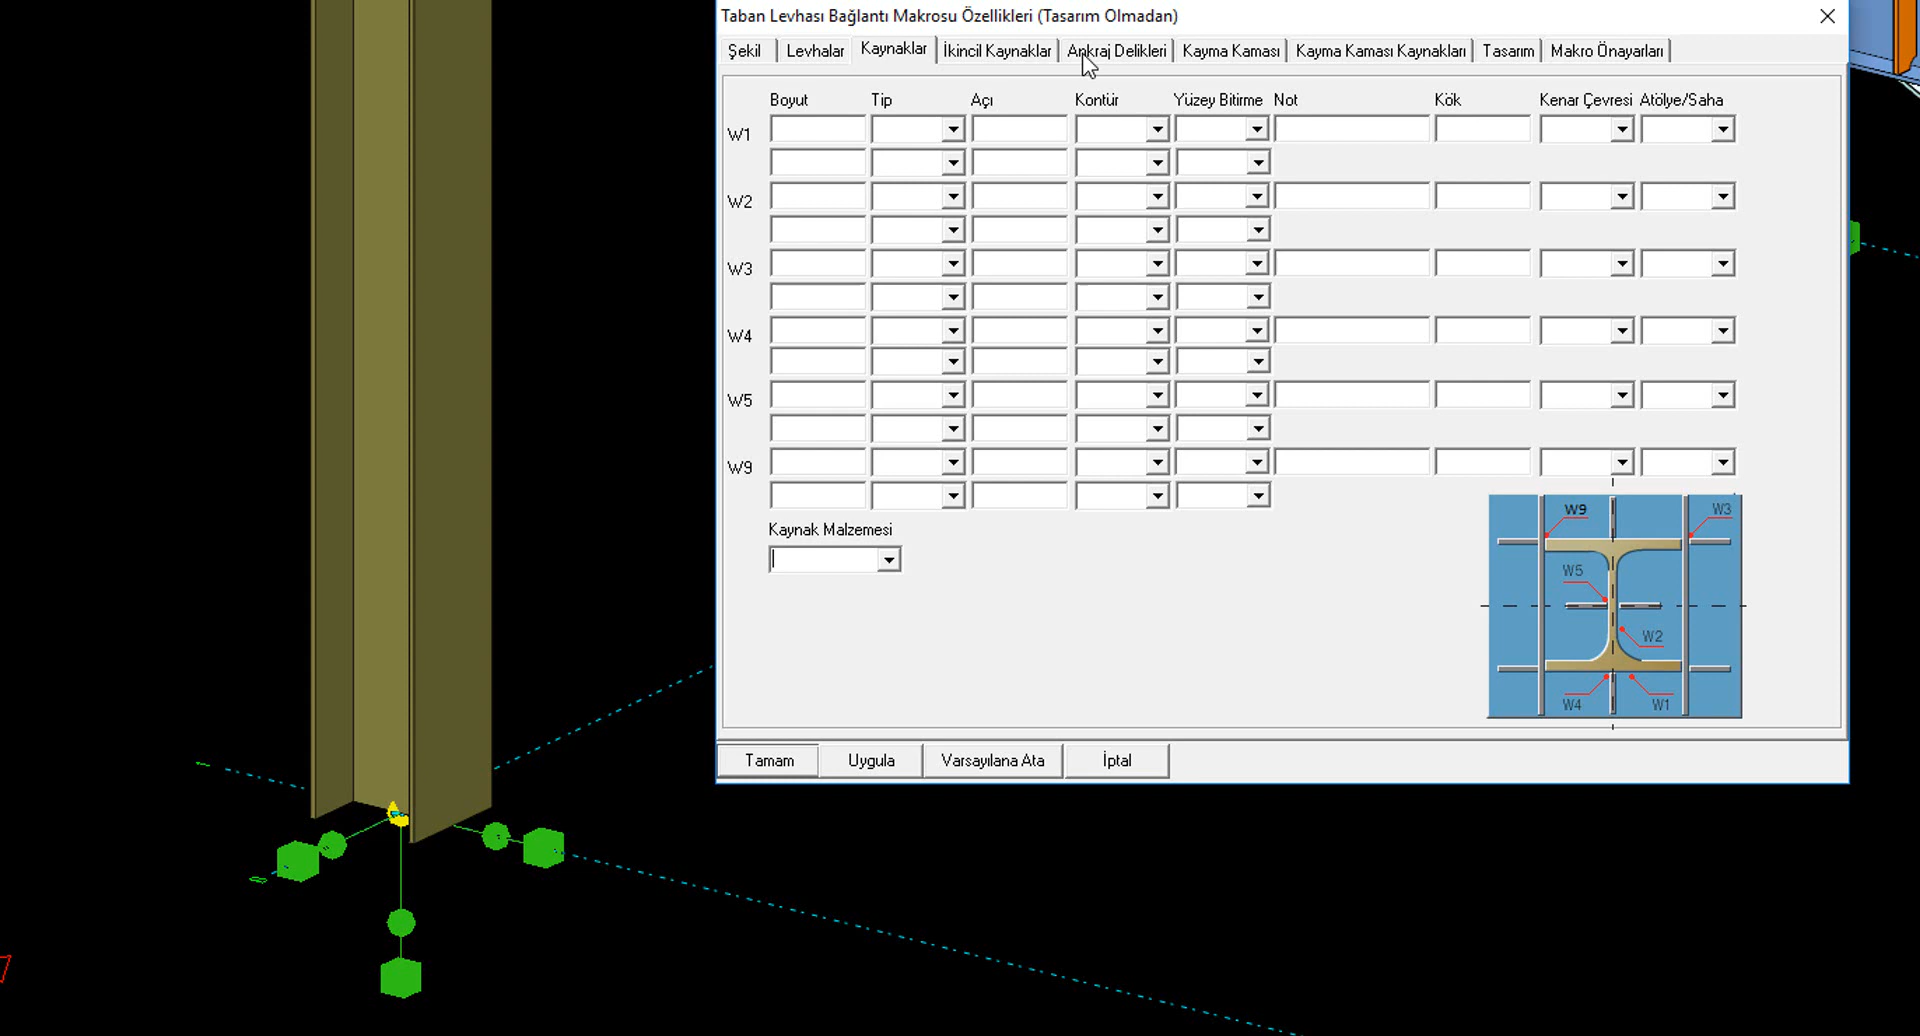 Taban Levhası Bağlantı Makrosu Özellikleri (Tasarım Olmadan)
Şekil Levhalar Kaynaklar İkincil Kaynaklar Ankraj Delikleri Kayma Kaması Kayma Kaması Kaynakları Tasarım Makro Önayarları
Boyut Tip Açı Kontür Yüzey Bitirme Not Kök Kenar Çevresi Atölye/Saha
W1
W2
W3
W4
W5
W9
Kaynak Malzemesi
W9 W3
W5
W2
W4 W1
Tamam Uygula Varsayılana Ata İptal